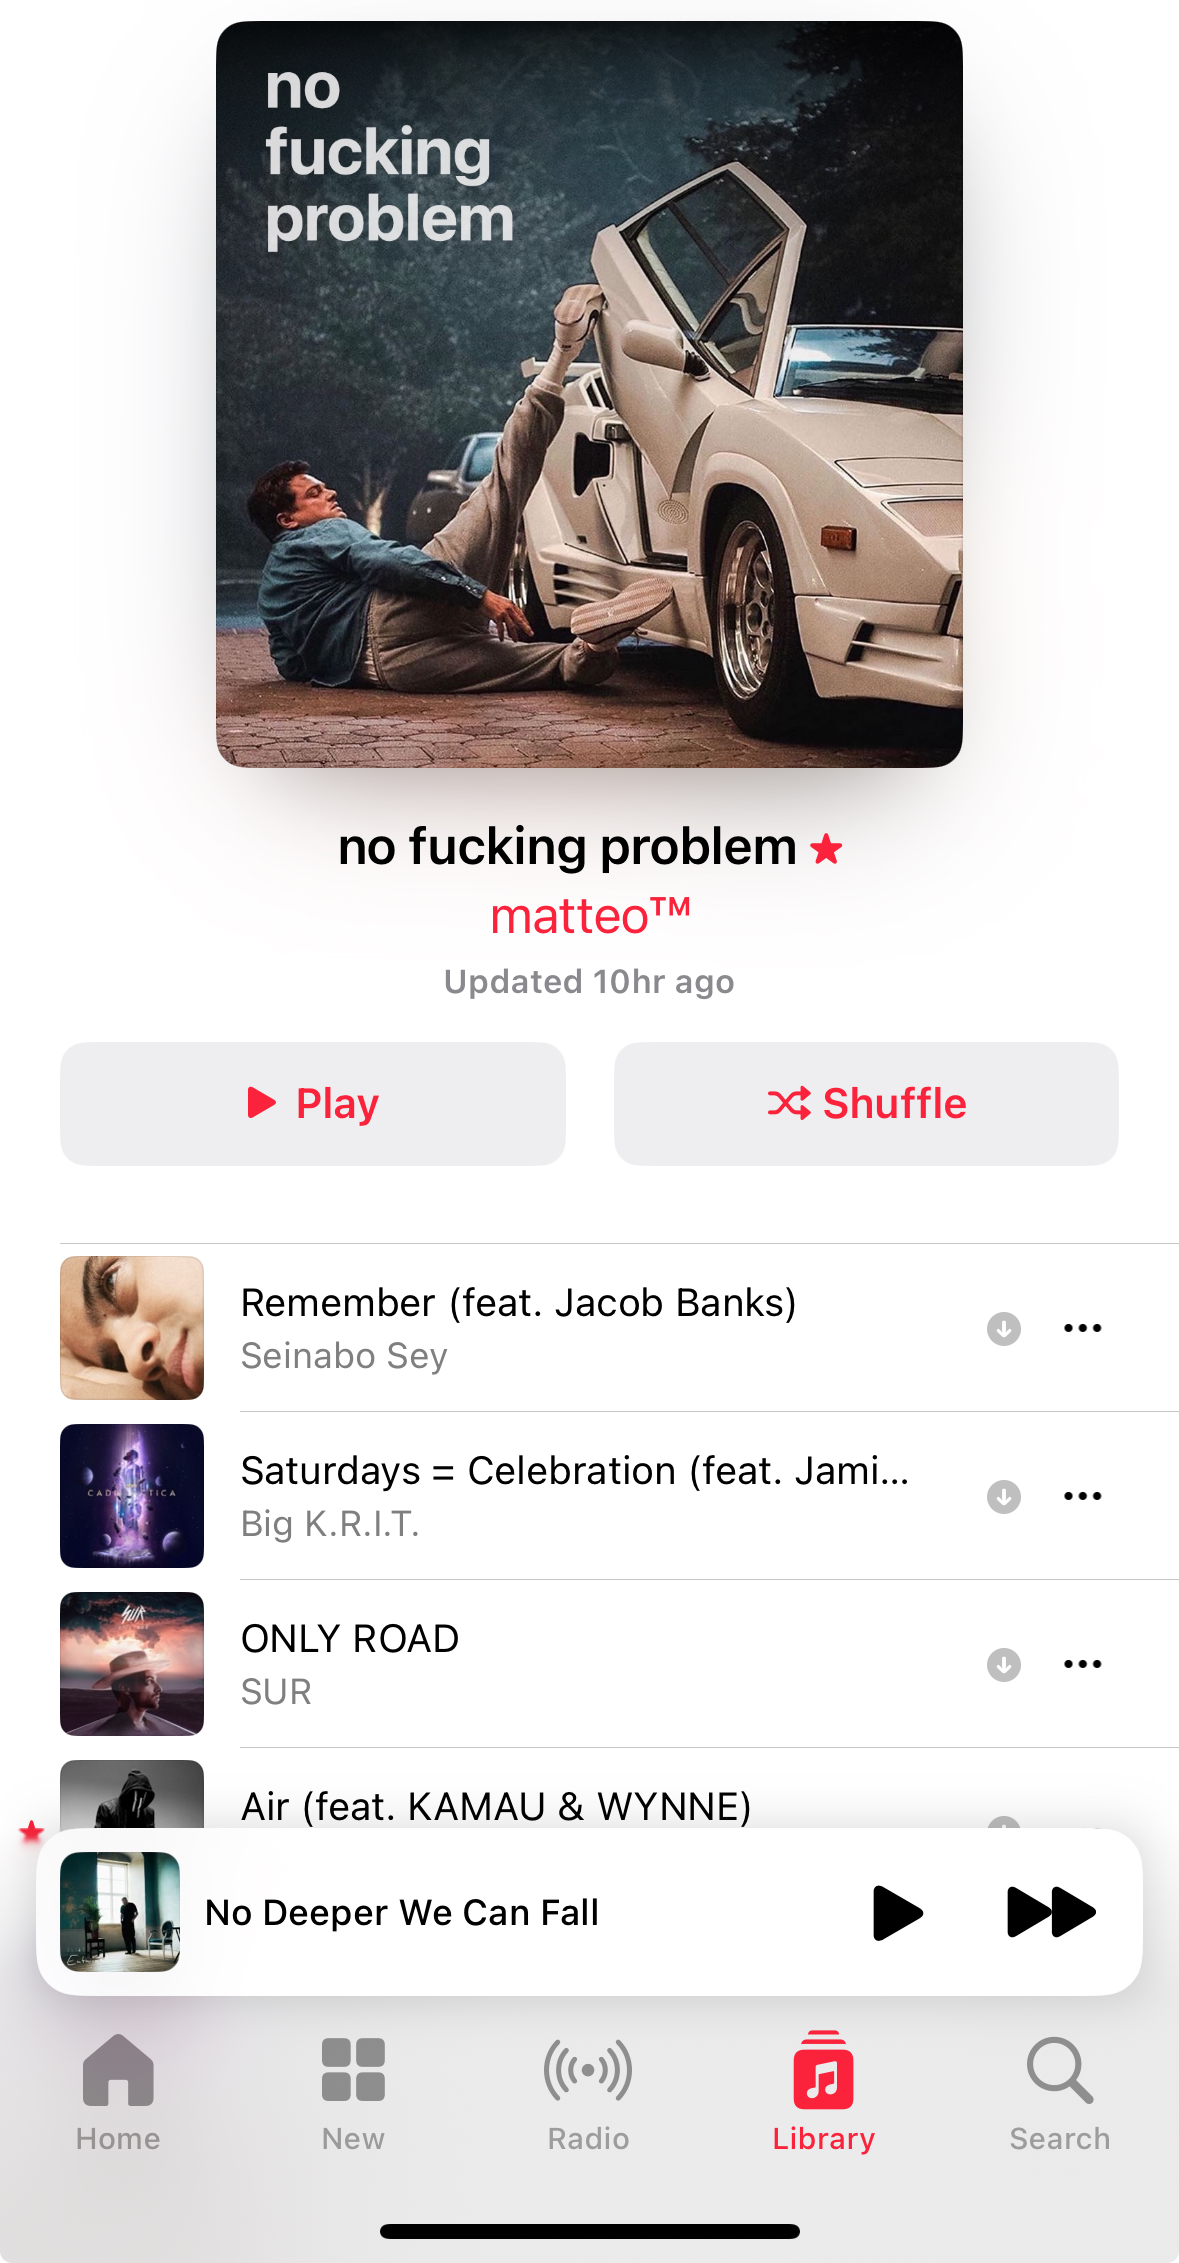 no
fucking
problem
no fucking problem
matteo™
Updated 10hr ago
Play
Shuffle
Remember (feat. Jacob Banks)
Seinabo Sey
CAD TICA
Saturdays = Celebration (feat. Jami...
Big K.R.I.T.
SUR
ONLY ROAD
SUR
Air (feat. KAMAU & WYNNE)
No Deeper We Can Fall
Home
New
Radio
Library
Search